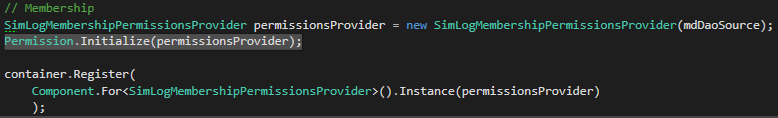 // Membership
SimLogMembershipPermissionsProvider permissionsProvider = new SimLogMembershipPermissionsProvider(mdDaoSource);
Permission.Initialize(permissionsProvider);
container.Register(
Component.For<SimLogMembershipPermissionsProvider>().Instance(permissionsProvider)
);